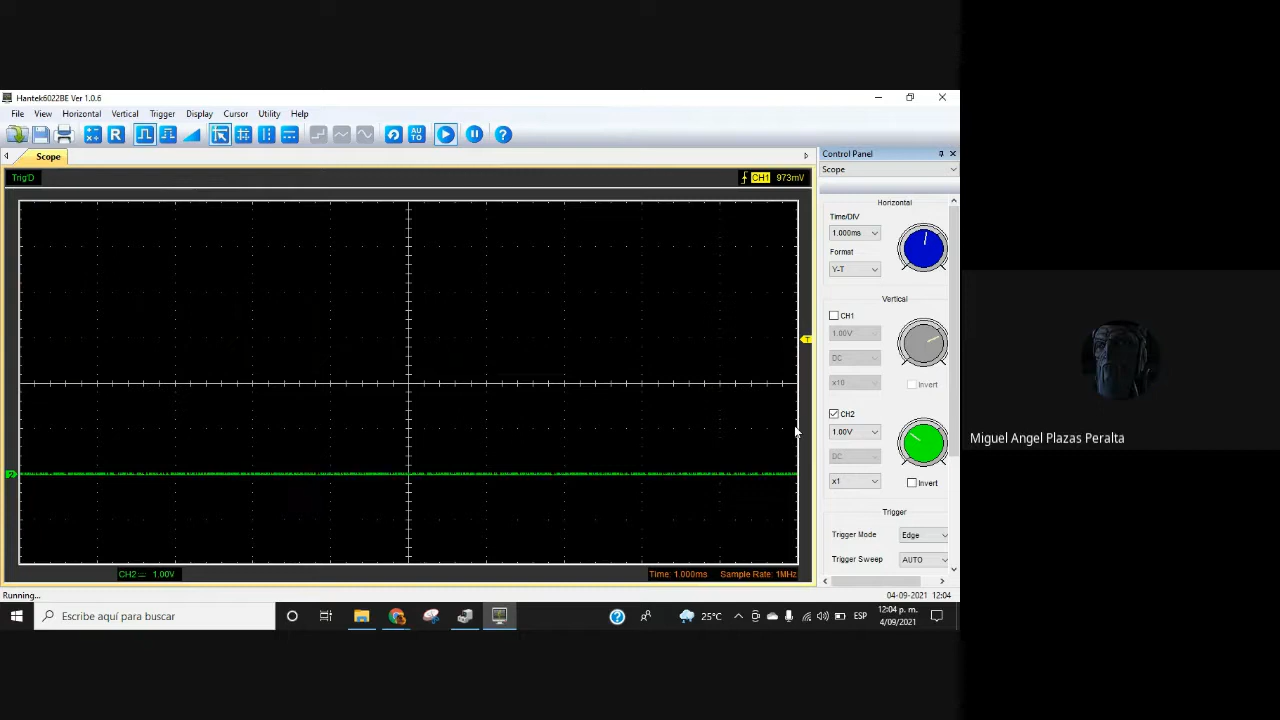 Hantek6022BE Ver 1.0.6
File View Horizontal Vertical Trigger Display Cursor Utility Help
R AUTO ?
Scope
Control Panel
Scope
Trig'D
CH1 973mV
Horizontal
Time/DIV
1.000ms
Format
Y-T
Vertical
CH1
1.00V
DC
x10
Invert
CH2
1.00V
DC
x1
Invert
Trigger
Trigger Mode Edge
Trigger Sweep AUTO
T
2
CH2 1.00V
Time: 1.000ms Sample Rate: 1MHz
Running...
04-09-2021 12:04
Escribe aquí para buscar
25°C
ESP
12:04 p. m.
4/09/2021
Miguel Angel Plazas Peralta